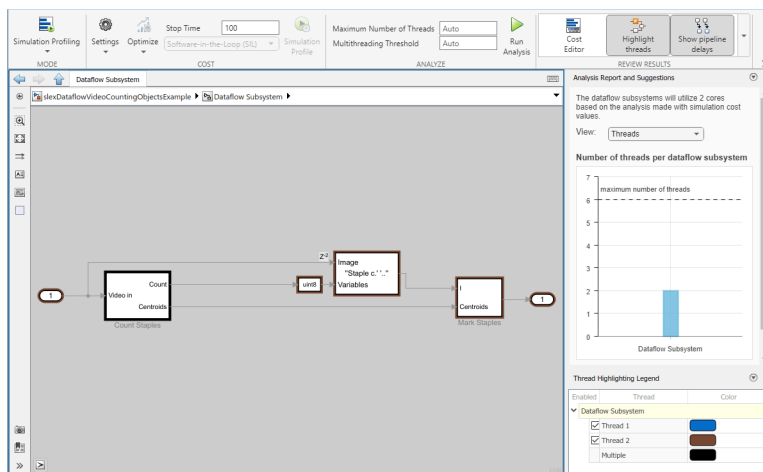 Simulation Profiling
Settings
Optimize
Stop Time 100
Software-in-the-Loop (SIL)
Simulation
Profile
Maximum Number of Threads Auto
Multithreading Threshold Auto
Run
Analysis
Cost
Editor
Highlight
threads
Show pipeline
delays
MODE
COST
ANALYZE
REVIEW RESULTS
Dataflow Subsystem
slexDataflowVideoCountingObjectsExample
Dataflow Subsystem
1
Video in
Count
Centroids
Count Staples
uint8
Z-2
Image
"Staple c.' '.."
Variables
I
Centroids
Mark Staples
1
Analysis Report and Suggestions
The dataflow subsystems will utilize 2 cores
based on the analysis made with simulation cost
values.
View: Threads
Number of threads per dataflow subsystem
7
maximum number of threads
6
5
4
3
2
1
0
Dataflow Subsystem
Thread Highlighting Legend
Enabled Thread Color
Dataflow Subsystem
Thread 1
Thread 2
Multiple